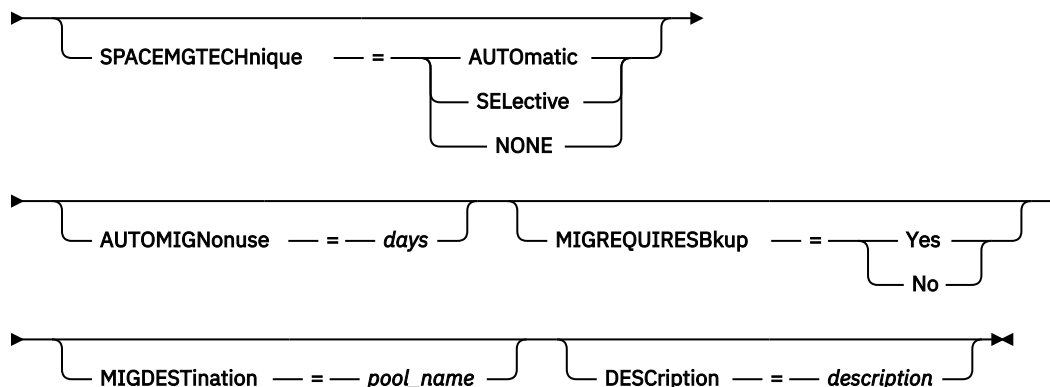 SPACEMGTECHnique = AUTOmatic
SELective
NONE
AUTOMIGNonuse = days MIGREQUIRESBkup = Yes
No
MIGDESTination = pool_name DESCription = description